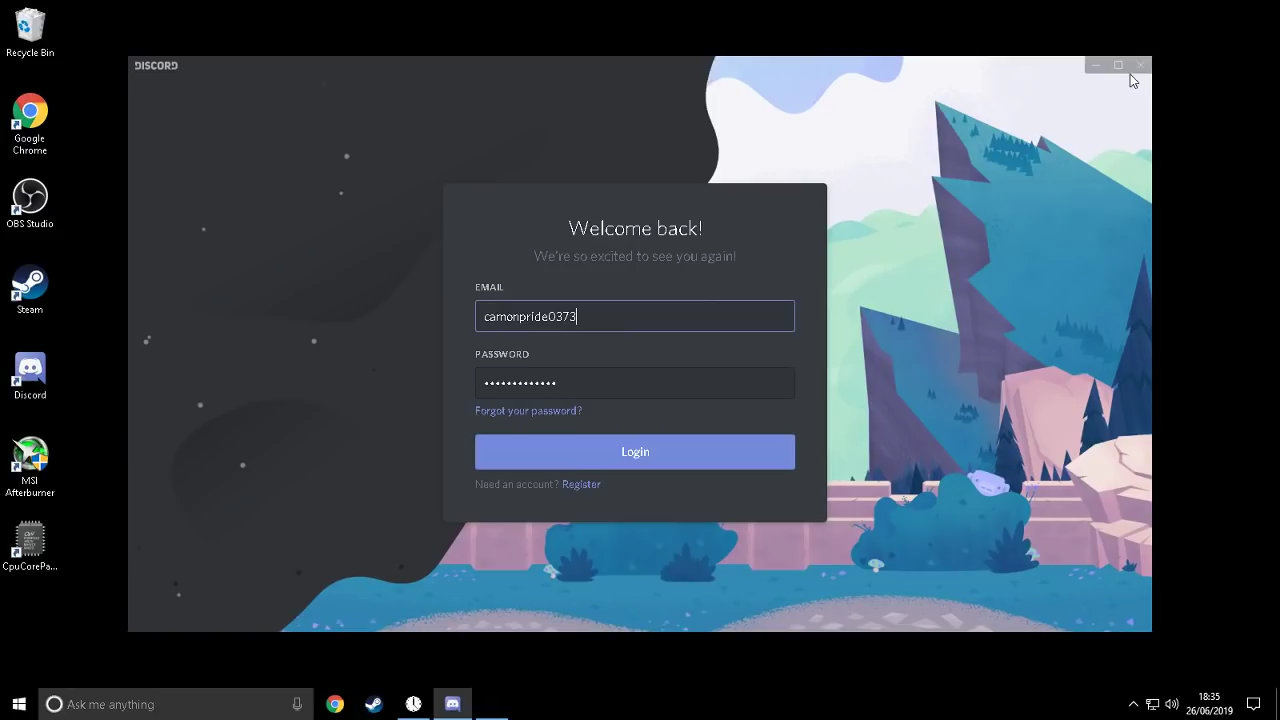 Recycle Bin
Google
Chrome
OBS Studio
Steam
Discord
MSI
Afterburner
CpuCorePa...
DISCORD
Welcome back!
We're so excited to see you again!
EMAIL
camonpride0373
PASSWORD
•••••••••••••
Forgot your password?
Login
Need an account? Register
Ask me anything
18:35
26/06/2019